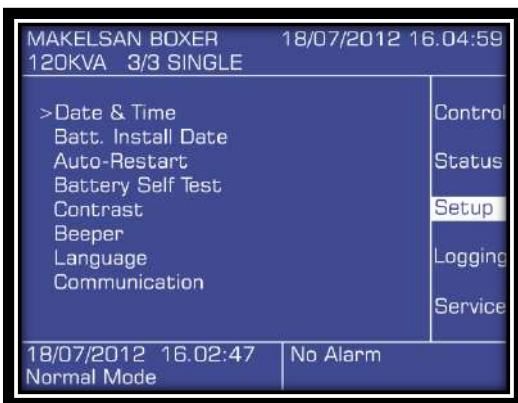 MAKELSAN BOXER 18/07/2012 16.04:59
120KVA 3/3 SINGLE
>Date & Time
Batt. Install Date
Auto-Restart
Battery Self Test
Contrast
Beeper
Language
Communication
Control
Status
Setup
Logging
Service
18/07/2012 16.02:47 No Alarm
Normal Mode